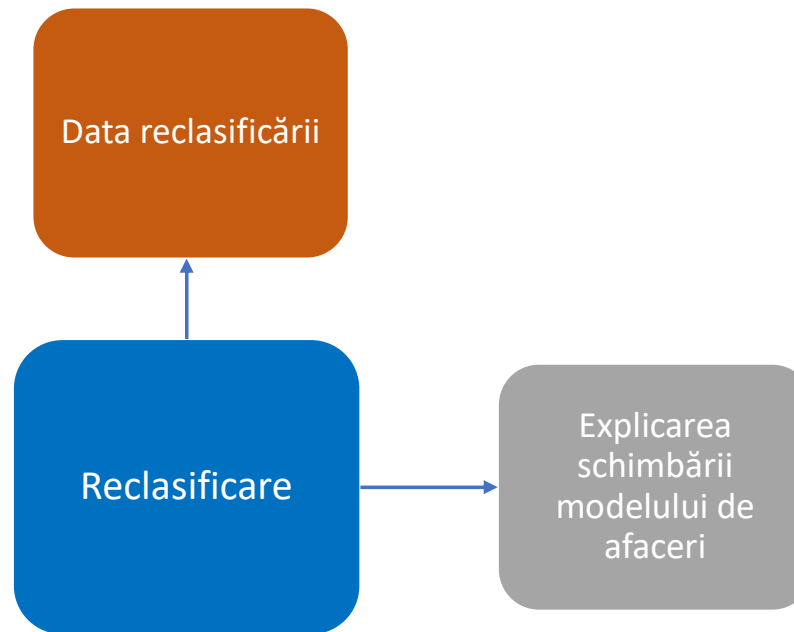 Data reclasificării
Reclasificare
Explicarea
schimbării
modelului de
afaceri